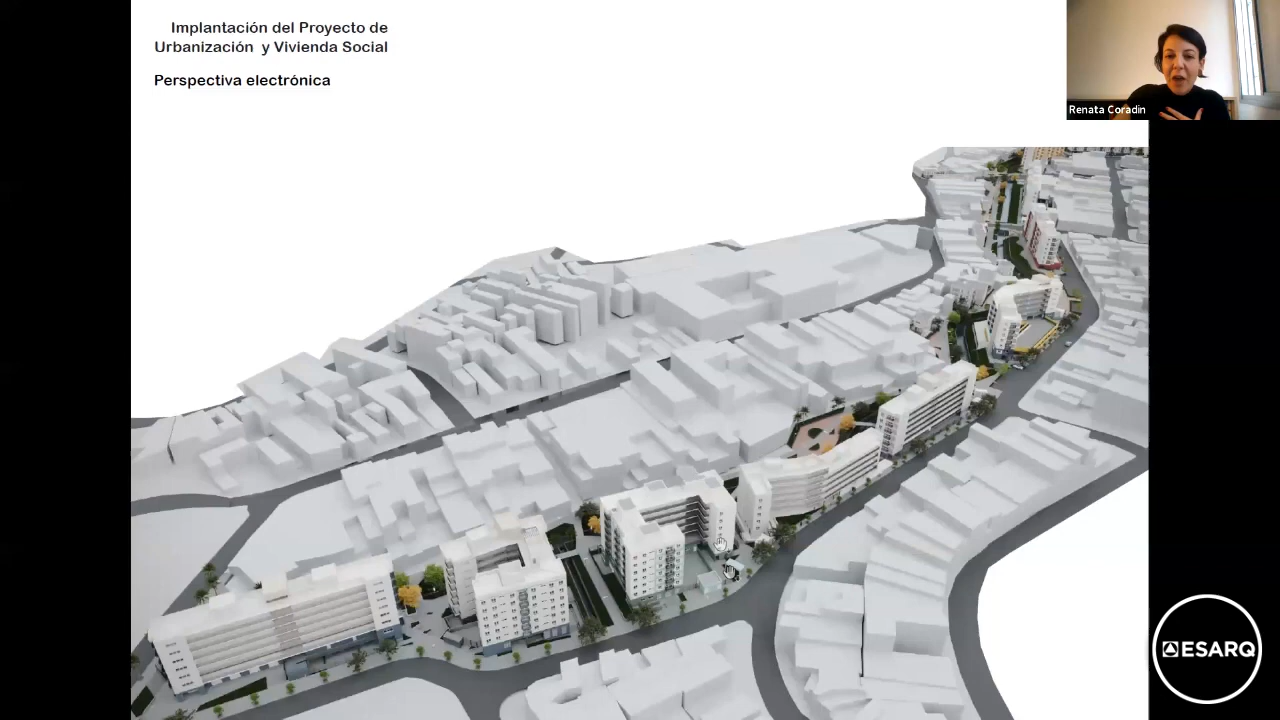 Implantación del Proyecto de
Urbanización y Vivienda Social
Perspectiva electrónica
Renata Coradin
ESARQ